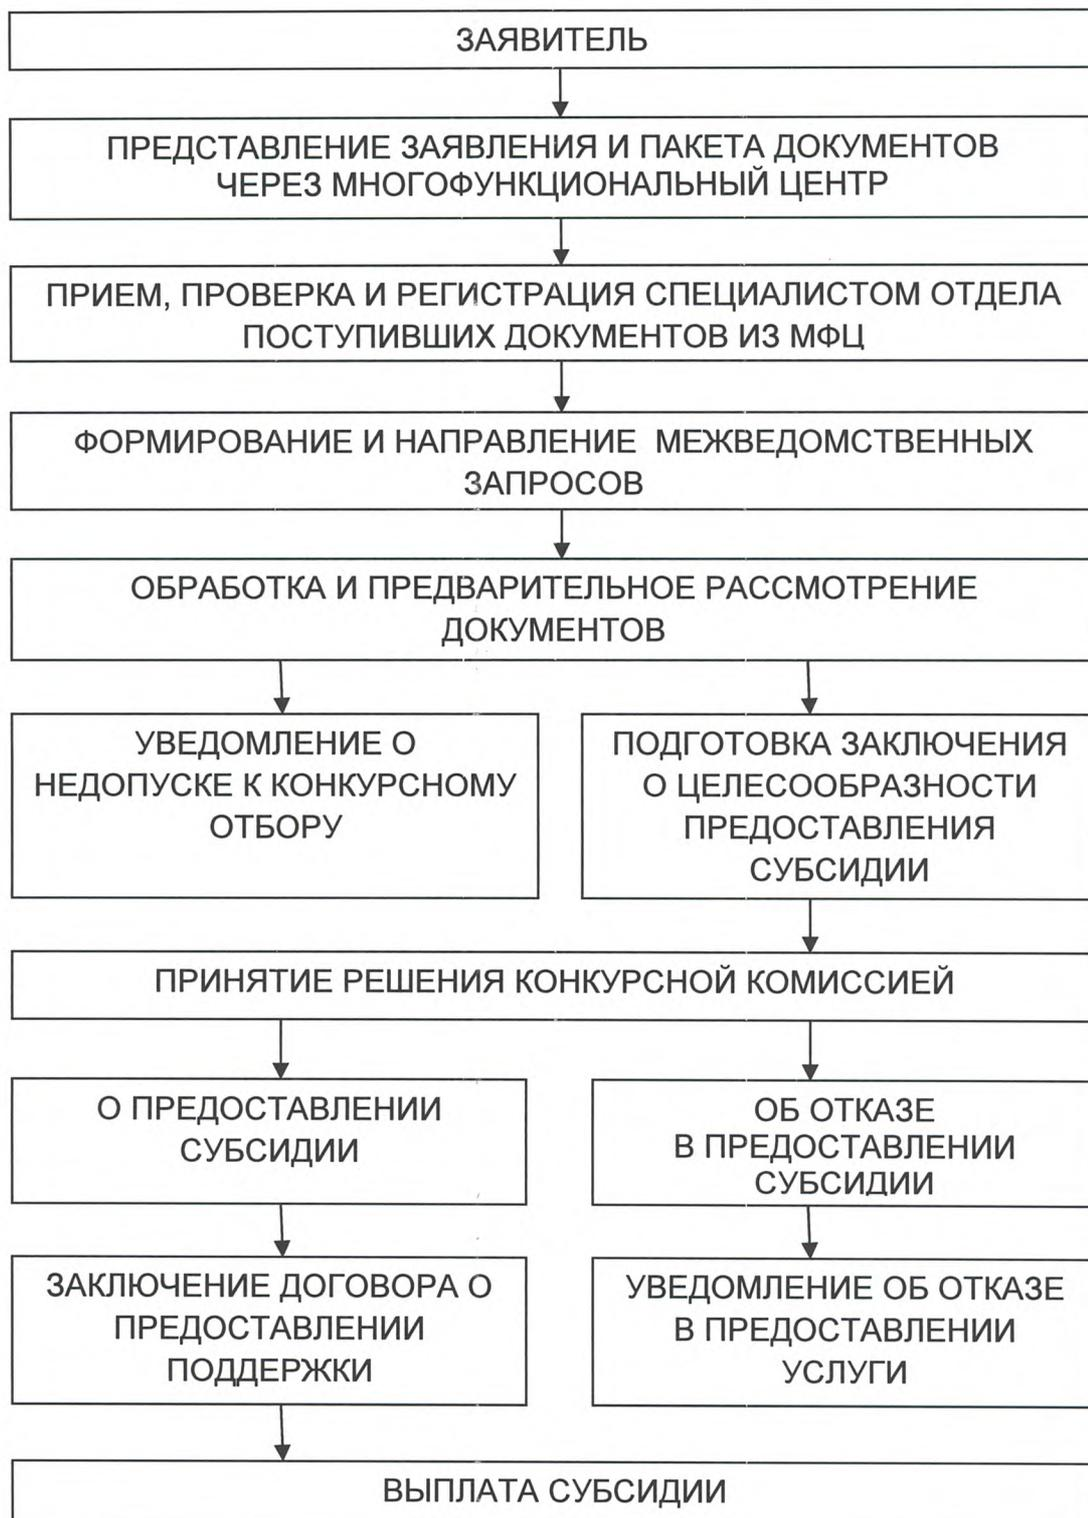 ЗАЯВИТЕЛЬ
ПРЕДСТАВЛЕНИЕ ЗАЯВЛЕНИЯ И ПАКЕТА ДОКУМЕНТОВ
ЧЕРЕЗ МНОГОФУНКЦИОНАЛЬНЫЙ ЦЕНТР
ПРИЕМ, ПРОВЕРКА И РЕГИСТРАЦИЯ СПЕЦИАЛИСТОМ ОТДЕЛА
ПОСТУПИВШИХ ДОКУМЕНТОВ ИЗ МФЦ
ФОРМИРОВАНИЕ И НАПРАВЛЕНИЕ МЕЖВЕДОМСТВЕННЫХ
ЗАПРОСОВ
ОБРАБОТКА И ПРЕДВАРИТЕЛЬНОЕ РАССМОТРЕНИЕ
ДОКУМЕНТОВ
УВЕДОМЛЕНИЕ О
НЕДОПУСКЕ К КОНКУРСНОМУ
ОТБОРУ
ПОДГОТОВКА ЗАКЛЮЧЕНИЯ
О ЦЕЛЕСООБРАЗНОСТИ
ПРЕДОСТАВЛЕНИЯ
СУБСИДИИ
ПРИНЯТИЕ РЕШЕНИЯ КОНКУРСНОЙ КОМИССИЕЙ
О ПРЕДОСТАВЛЕНИИ
СУБСИДИИ
ОБ ОТКАЗЕ
В ПРЕДОСТАВЛЕНИИ
СУБСИДИИ
ЗАКЛЮЧЕНИЕ ДОГОВОРА О
ПРЕДОСТАВЛЕНИИ
ПОДДЕРЖКИ
УВЕДОМЛЕНИЕ ОБ ОТКАЗЕ
В ПРЕДОСТАВЛЕНИИ
УСЛУГИ
ВЫПЛАТА СУБСИДИИ